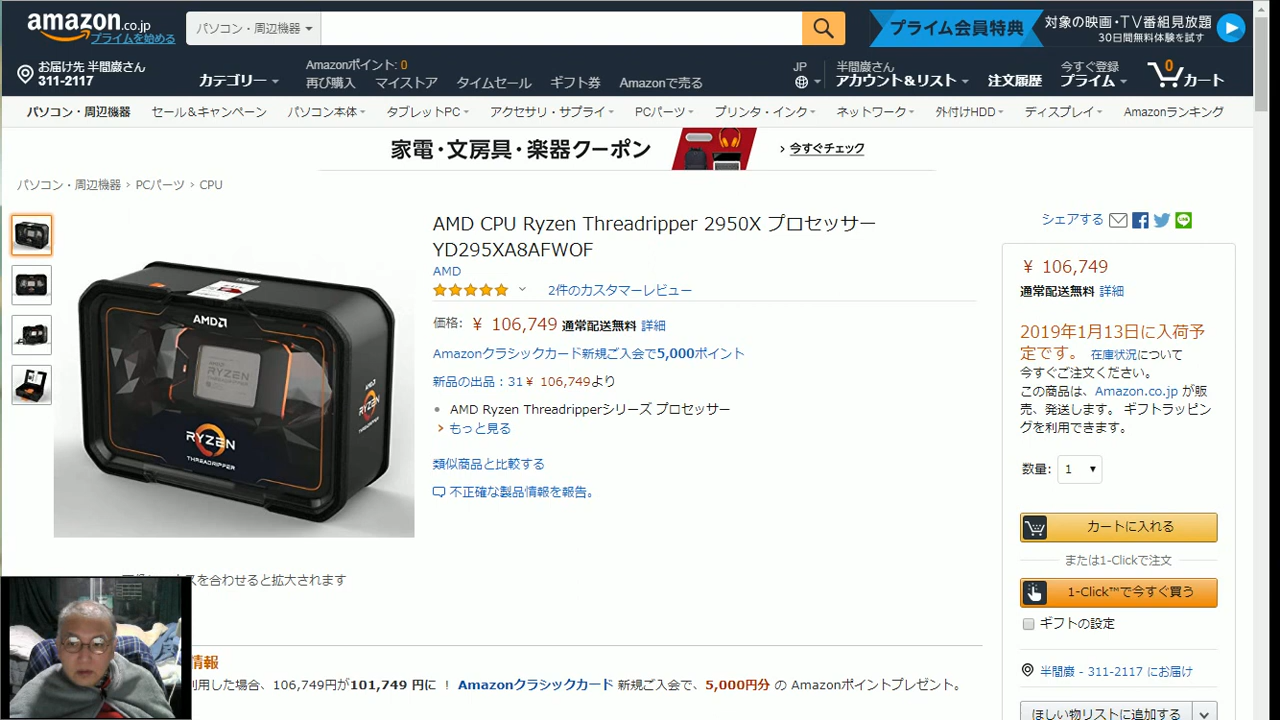 amazon.co.jp
プライムを始める
パソコン・周辺機器
プライム会員特典
対象の映画・TV番組見放題
30日間無料体験を試す
お届け先 半間巌さん
311-2117
カテゴリー
Amazonポイント: 0
再び購入 マイストア タイムセール ギフト券 Amazonで売る
JP
半間巌さん
アカウント&リスト
注文履歴
今すぐ登録
プライム
0
カート
パソコン・周辺機器 セール&キャンペーン パソコン本体 タブレットPC アクセサリ・サプライ PCパーツ プリンタ・インク ネットワーク 外付けHDD ディスプレイ Amazonランキング
家電・文房具・楽器クーポン
› 今すぐチェック
パソコン・周辺機器 › PCパーツ › CPU
AMD
AMD
RYZEN
THREADRIPPER
RYZEN
THREADRIPPER
AMD
RYZEN
AMD CPU Ryzen Threadripper 2950X プロセッサー
YD295XA8AFWOF
AMD
2件のカスタマーレビュー
価格: ¥ 106,749 通常配送無料 詳細
Amazonクラシックカード新規ご入会で5,000ポイント
新品の出品：31¥ 106,749より
AMD Ryzen Threadripperシリーズ プロセッサー
› もっと見る
類似商品と比較する
不正確な製品情報を報告。
スを合わせると拡大されます
情報
利用した場合、106,749円が101,749 円に ！ Amazonクラシックカード 新規ご入会で、5,000円分 の Amazonポイントプレゼント。
シェアする
LINE
¥ 106,749
通常配送無料 詳細
2019年1月13日に入荷予
定です。 在庫状況について
今すぐご注文ください。
この商品は、Amazon.co.jp が販
売、発送します。 ギフトラッピン
グを利用できます。
数量: 1
カートに入れる
または1-Clickで注文
1-Click™で今すぐ買う
ギフトの設定
半間巌 - 311-2117 にお届け
ほしい物リストに追加する